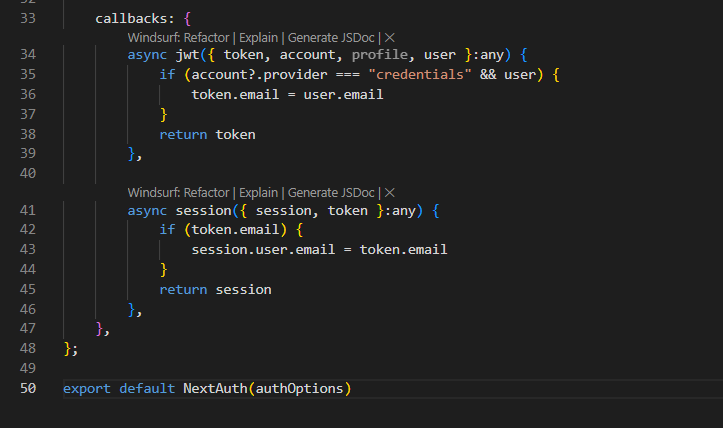 33 callbacks: {
Windsurf: Refactor | Explain | Generate JSDoc | ✕
34 async jwt({ token, account, profile, user }:any) {
35 if (account?.provider === "credentials" && user) {
36 token.email = user.email
37 }
38 return token
39 },
40
Windsurf: Refactor | Explain | Generate JSDoc | ✕
41 async session({ session, token }:any) {
42 if (token.email) {
43 session.user.email = token.email
44 }
45 return session
46 },
47 },
48 };
49
50 export default NextAuth(authOptions)